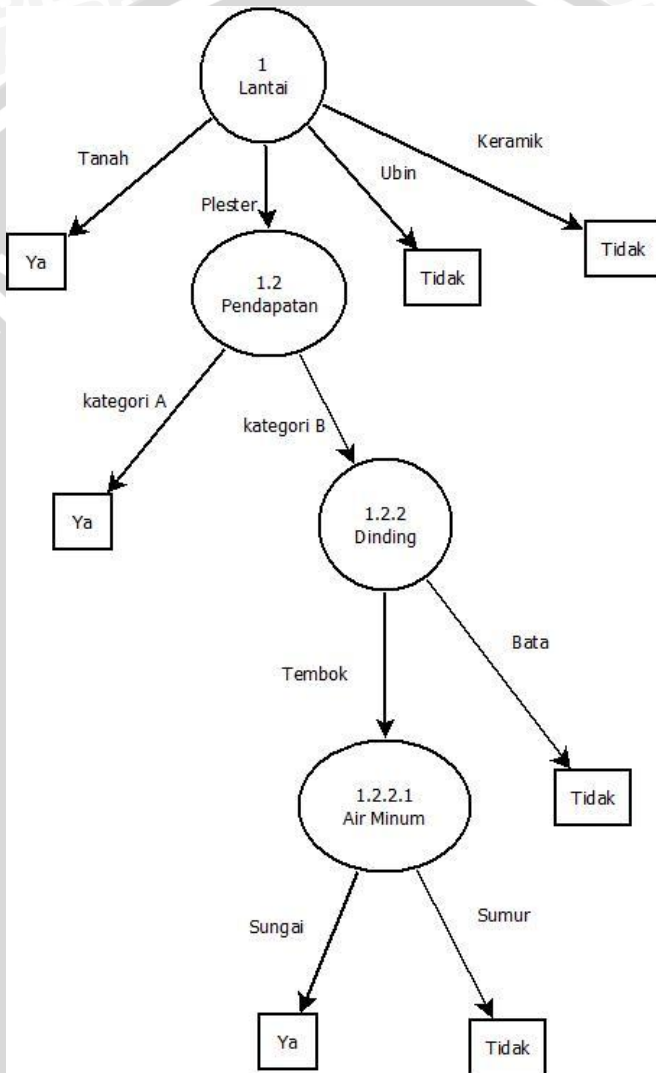 1
Lantai
Tanah
Plester
Ubin
Keramik
Ya
1.2
Pendapatan
Tidak
Tidak
kategori A
kategori B
Ya
1.2.2
Dinding
Tembok
Bata
1.2.2.1
Air Minum
Tidak
Sungai
Sumur
Ya
Tidak